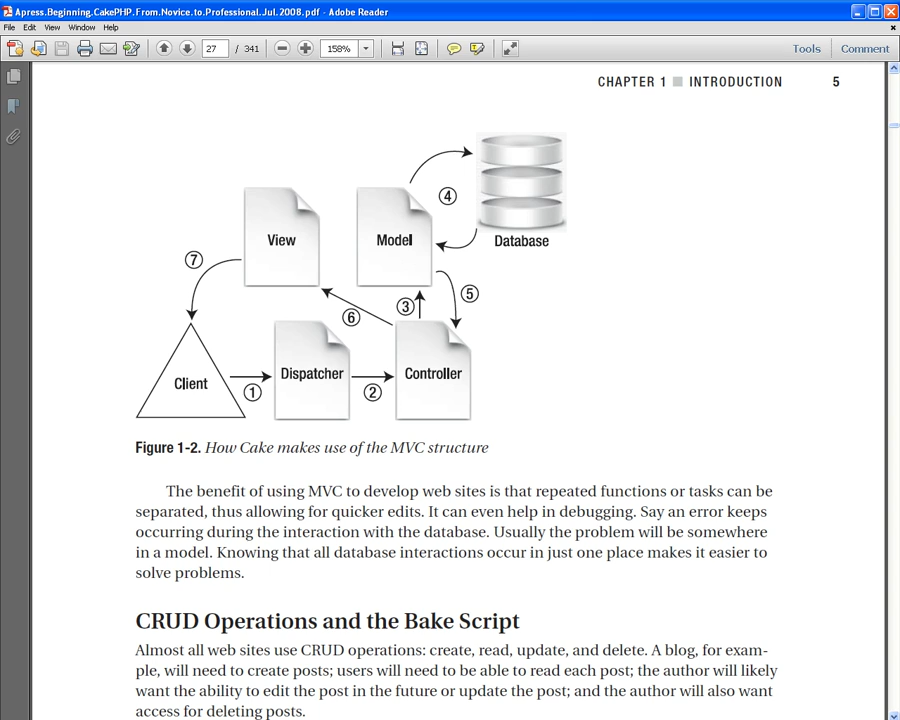 Apress.Beginning.CakePHP.From.Novice.to.Professional.Jul.2008.pdf - Adobe Reader
File Edit View Window Help
27 / 341 158% Tools Comment
CHAPTER 1 ■ INTRODUCTION 5
④
View
Model
Database
⑦
⑤
③
⑥
Client
Dispatcher
Controller
①
②
Figure 1-2. How Cake makes use of the MVC structure
The benefit of using MVC to develop web sites is that repeated functions or tasks can be
separated, thus allowing for quicker edits. It can even help in debugging. Say an error keeps
occurring during the interaction with the database. Usually the problem will be somewhere
in a model. Knowing that all database interactions occur in just one place makes it easier to
solve problems.
CRUD Operations and the Bake Script
Almost all web sites use CRUD operations: create, read, update, and delete. A blog, for exam-
ple, will need to create posts; users will need to be able to read each post; the author will likely
want the ability to edit the post in the future or update the post; and the author will also want
access for deleting posts.